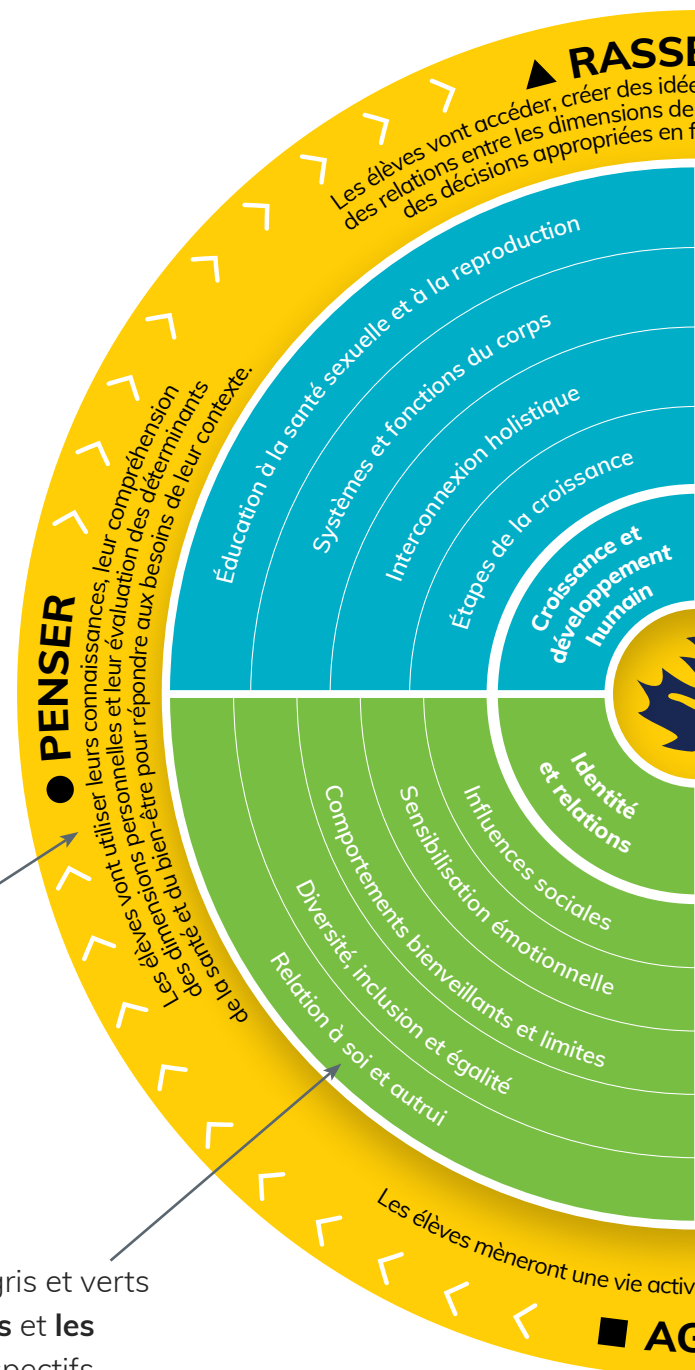 ▲ RASSE
Les élèves vont accéder, créer des idée
des relations entre les dimensions de
des décisions appropriées en f
Éducation à la santé sexuelle et à la reproduction
Systèmes et fonctions du corps
Interconnexion holistique
Étapes de la croissance
Croissance et
développement
humain
● PENSER
Les élèves vont utiliser leurs connaissances, leur compréhension
des dimensions personnelles et leur évaluation des déterminants
de la santé et du bien-être pour répondre aux besoins de leur contexte.
Identité
et relations
Influences sociales
Sensibilisation émotionnelle
Comportements bienveillants et limites
Diversité, inclusion et égalité
Relation à soi et autrui
Les élèves mèneront une vie activ
■ AG
gris et verts
s et les
spectifs